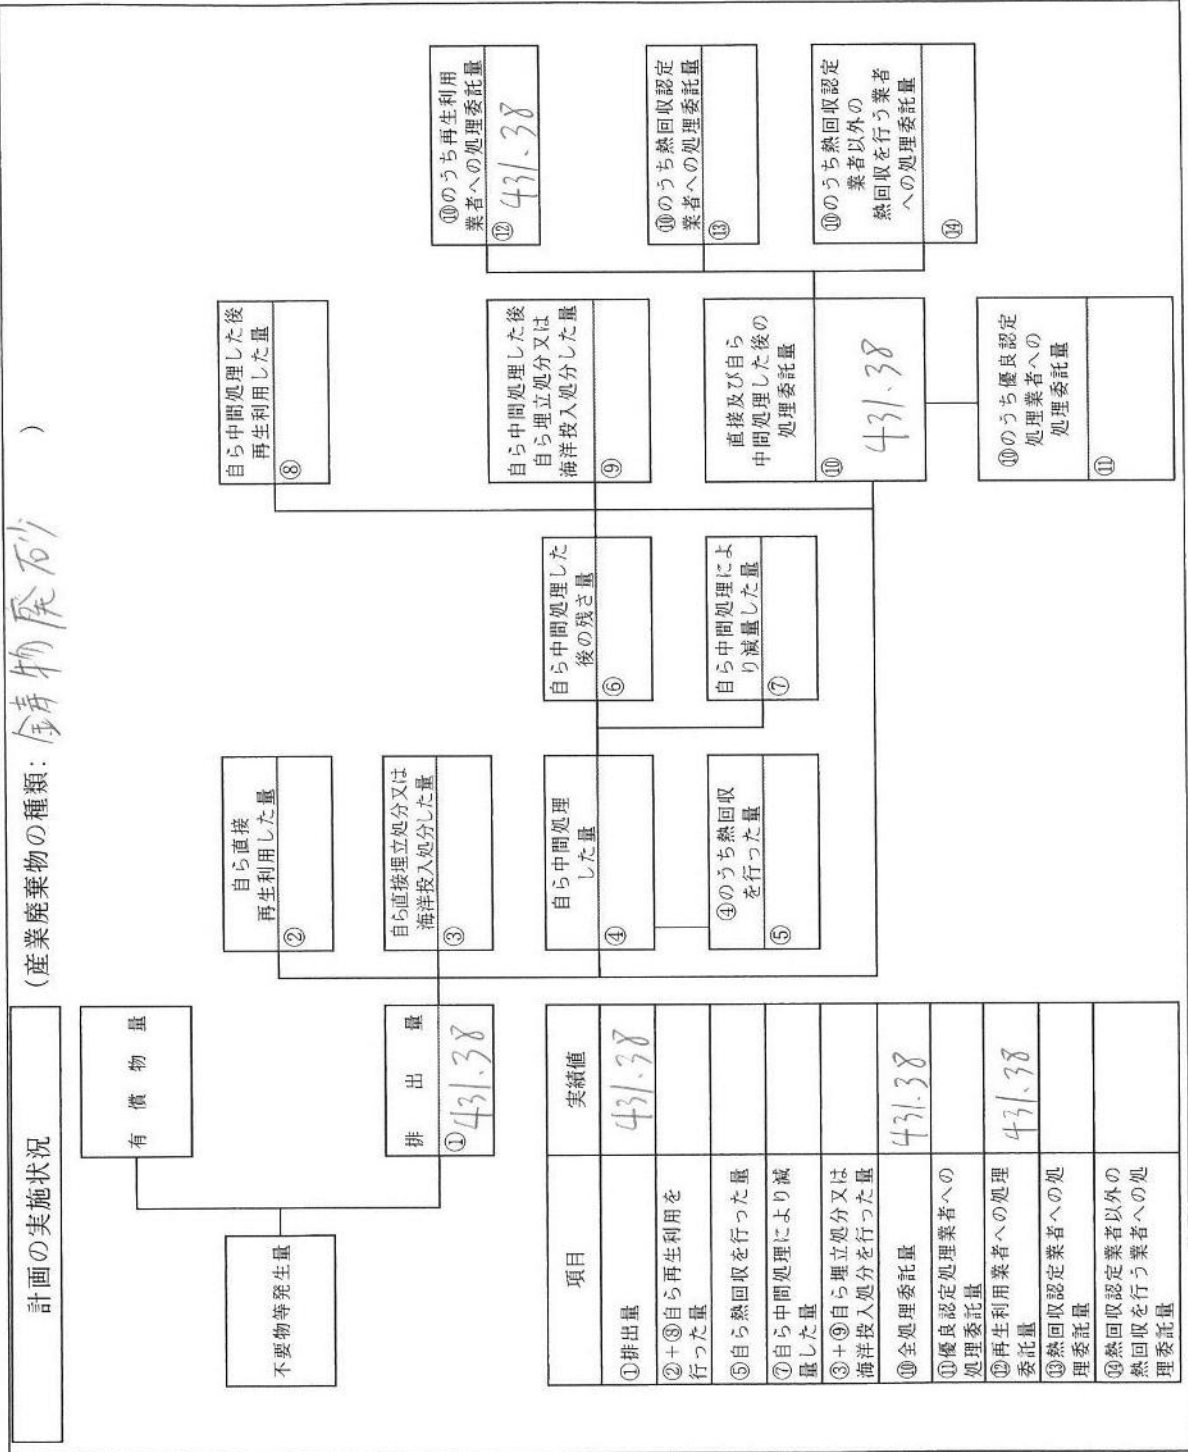 計画の実施状況
(産業廃棄物の種類: 鋳物廃砂 )
不要物等発生量
有償物量
排出量
① 431.38
自ら直接
再生利用した量
②
自ら直接埋立処分又は
海洋投入処分した量
③
自ら中間処理
した量
④
④のうち熱回収
を行った量
⑤
自ら中間処理した
後の残さ量
⑥
自ら中間処理によ
り減量した量
⑦
自ら中間処理した後
再生利用した量
⑧
自ら中間処理した後
自ら埋立処分又は
海洋投入処分した量
⑨
直接及び自ら
中間処理した後の
処理委託量
⑩
431.38
⑩のうち優良認定
処理業者への
処理委託量
⑪
⑩のうち再生利用
業者への処理委託量
⑫ 431.38
⑩のうち熱回収認定
業者への処理委託量
⑬
⑩のうち熱回収認定
業者以外の
熱回収を行う業者
への処理委託量
⑭
項目 実績値
①排出量 431.38
②+⑧自ら再生利用を
行った量
⑤自ら熱回収を行った量
⑦自ら中間処理により減
量した量
③+⑨自ら埋立処分又は
海洋投入処分を行った量
⑩全処理委託量 431.38
⑪優良認定処理業者への
処理委託量
⑫再生利用業者への処理
委託量 431.38
⑬熱回収認定業者への処
理委託量
⑭熱回収認定業者以外の
熱回収を行う業者への処
理委託量